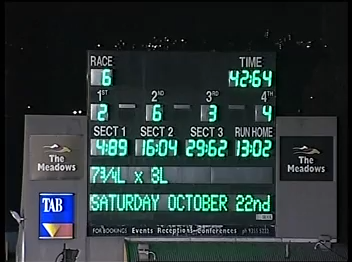 RACE TIME
6 42:64
1ST 2ND 3RD 4TH
2 6 3 4
SECT 1 SECT 2 SECT 3 RUN HOME
4:89 16:04 29:62 13:02
The Meadows
7¾L x 3L
The Meadows
TAB
SATURDAY OCTOBER 22nd
FOR BOOKINGS Events Receptions Conferences